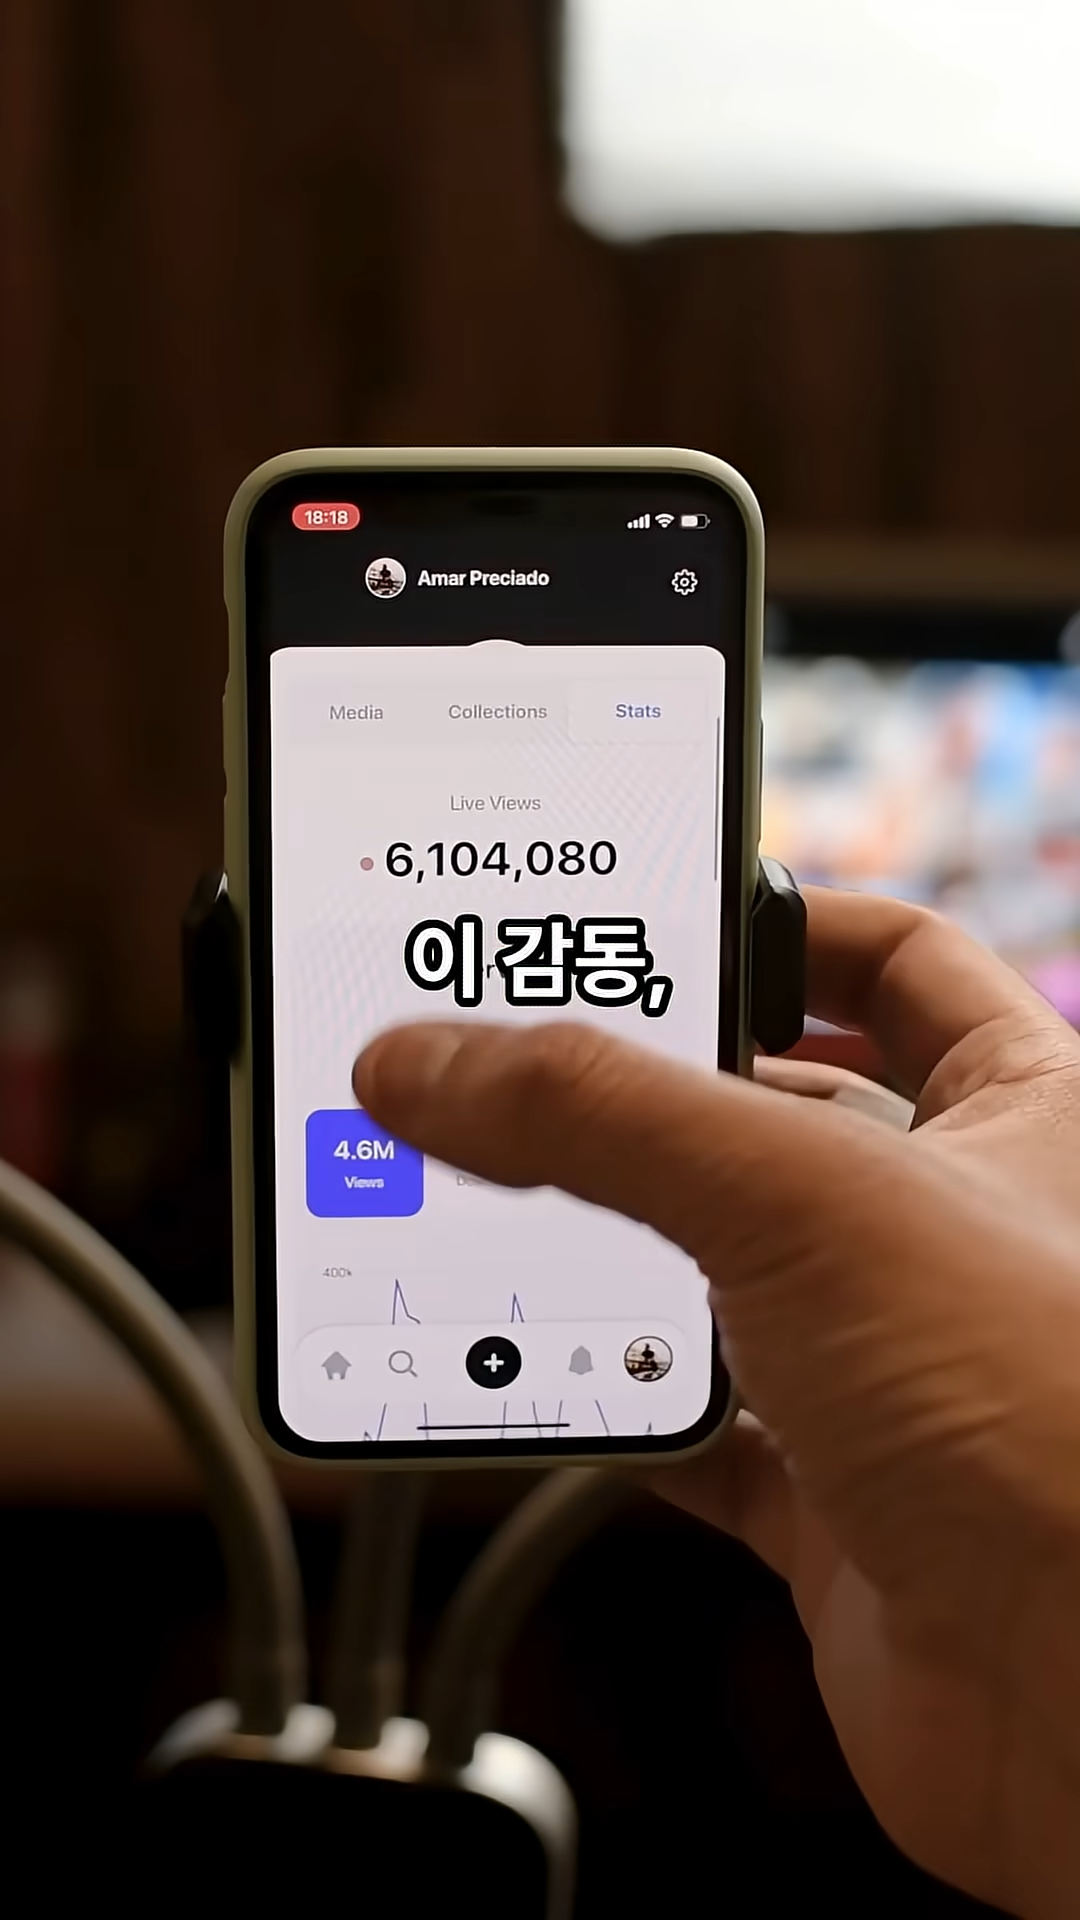 18:18
Amar Preciado
Media Collections Stats
Live Views
6,104,080
이 감동,
4.6M
Views
400k